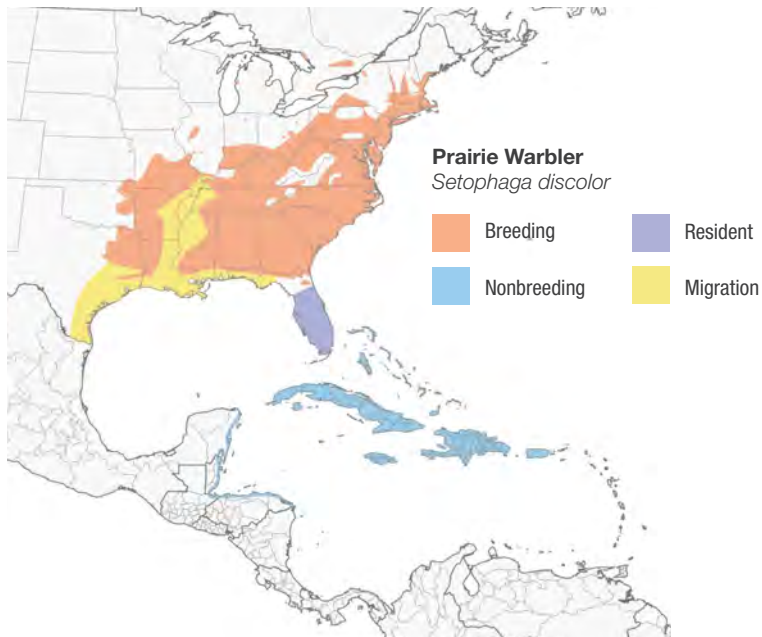 Prairie Warbler
Setophaga discolor
Breeding
Resident
Nonbreeding
Migration